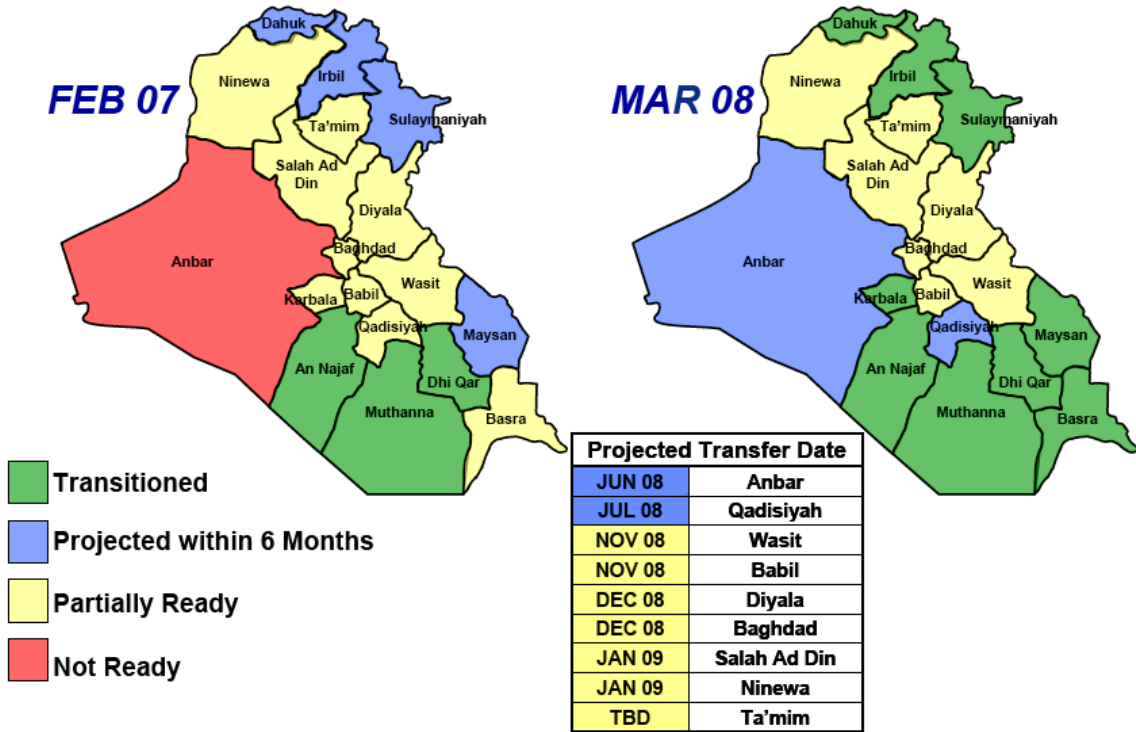 FEB 07
Dahuk
Ninewa
Irbil
Sulaymaniyah
Ta'mim
Salah Ad
Din
Diyala
Baghdad
Anbar
Wasit
Karbala
Babil
Qadisiyah
Maysan
An Najaf
Dhi Qar
Muthanna
Basra
MAR 08
Dahuk
Ninewa
Irbil
Sulaymaniyah
Ta'mim
Salah Ad
Din
Diyala
Baghdad
Anbar
Wasit
Karbala
Babil
Qadisiyah
Maysan
An Najaf
Dhi Qar
Muthanna
Basra
Transitioned
Projected within 6 Months
Partially Ready
Not Ready
Projected Transfer Date
JUN 08 Anbar
JUL 08 Qadisiyah
NOV 08 Wasit
NOV 08 Babil
DEC 08 Diyala
DEC 08 Baghdad
JAN 09 Salah Ad Din
JAN 09 Ninewa
TBD Ta'mim